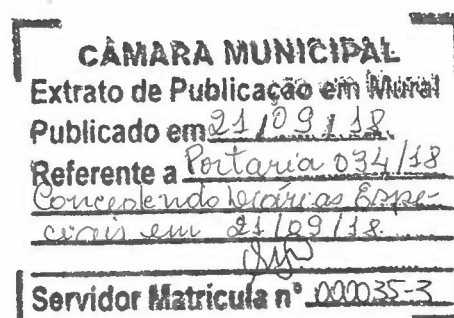 CÂMARA MUNICIPAL
Extrato de Publicação em Mural
Publicado em 21/09/18.
Referente a Portaria 034/18
Concedendo Diárias Espe-
ciais em 21/09/18.
Servidor Matricula n° 000035-3